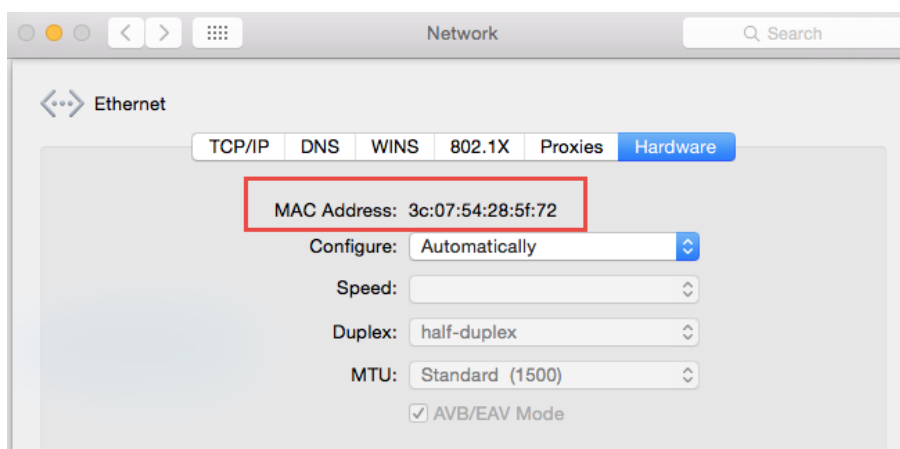 Network
Search
Ethernet
TCP/IP DNS WINS 802.1X Proxies Hardware
MAC Address: 3c:07:54:28:5f:72
Configure: Automatically
Speed:
Duplex: half-duplex
MTU: Standard (1500)
AVB/EAV Mode